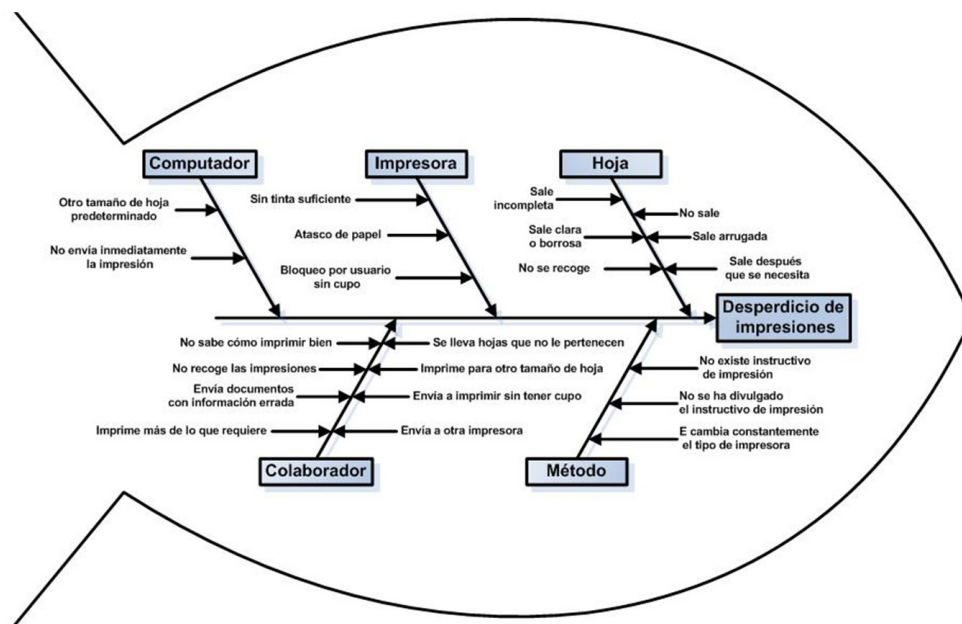 Computador
Otro tamaño de hoja
predeterminado
No envía inmediatamente
la impresión
Impresora
Sin tinta suficiente
Atasco de papel
Bloqueo por usuario
sin cupo
Hoja
Sale
incompleta
No sale
Sale clara
o borrosa
Sale arrugada
No se recoge
Sale después
que se necesita
Desperdicio de
impresiones
No sabe cómo imprimir bien
Se lleva hojas que no le pertenecen
No recoge las impresiones
Imprime para otro tamaño de hoja
Envía documentos
con información errada
Envía a imprimir sin tener cupo
Imprime más de lo que requiere
Envía a otra impresora
Colaborador
No existe instructivo
de impresión
No se ha divulgado
el instructivo de impresión
E cambia constantemente
el tipo de impresora
Método